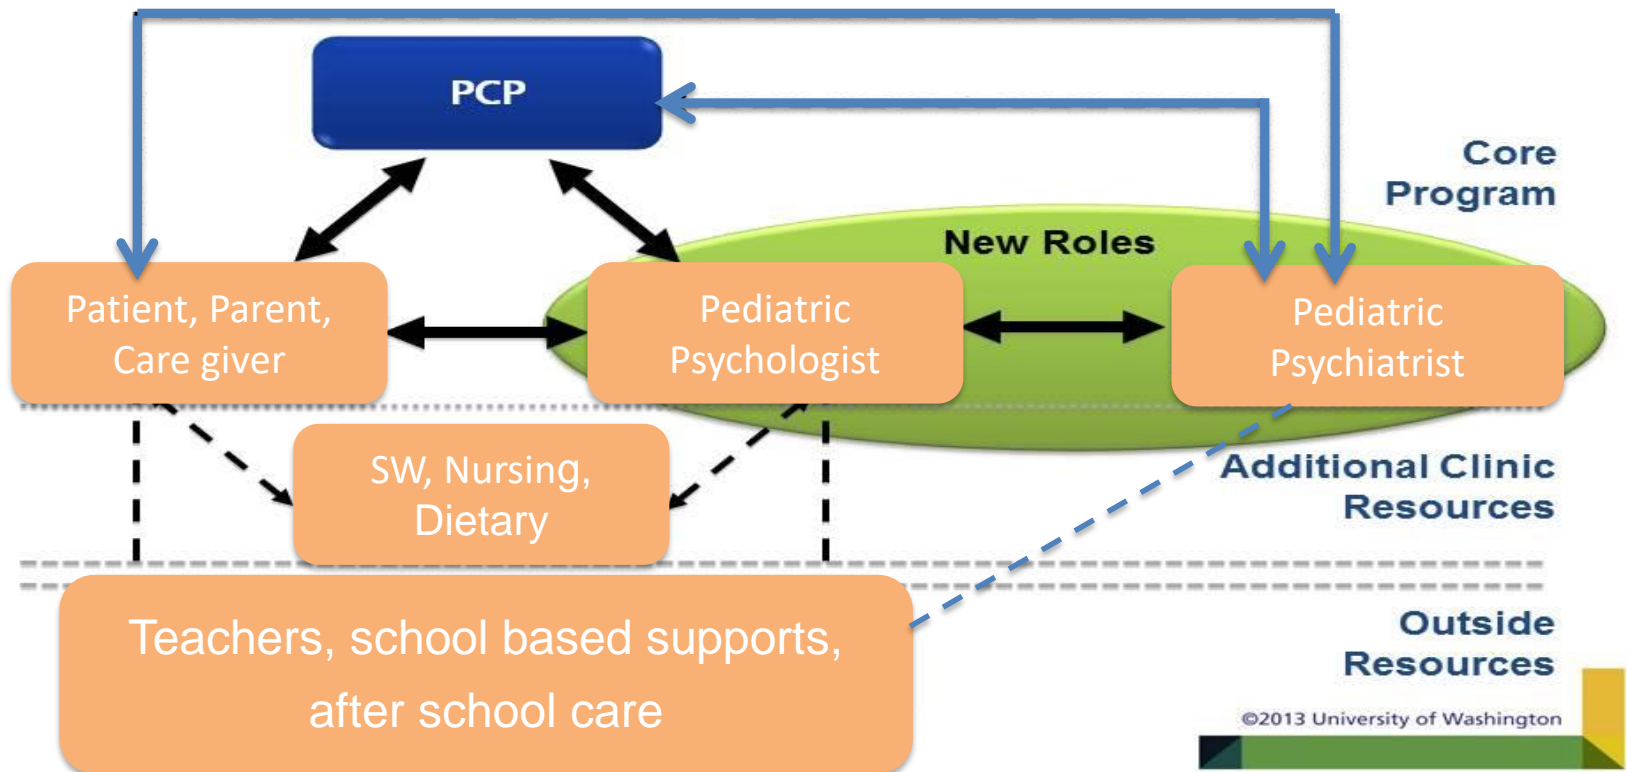 PCP
Core
Program
New Roles
Patient, Parent,
Care giver
Pediatric
Psychologist
Pediatric
Psychiatrist
SW, Nursing,
Dietary
Additional Clinic
Resources
Teachers, school based supports,
after school care
Outside
Resources
©2013 University of Washington